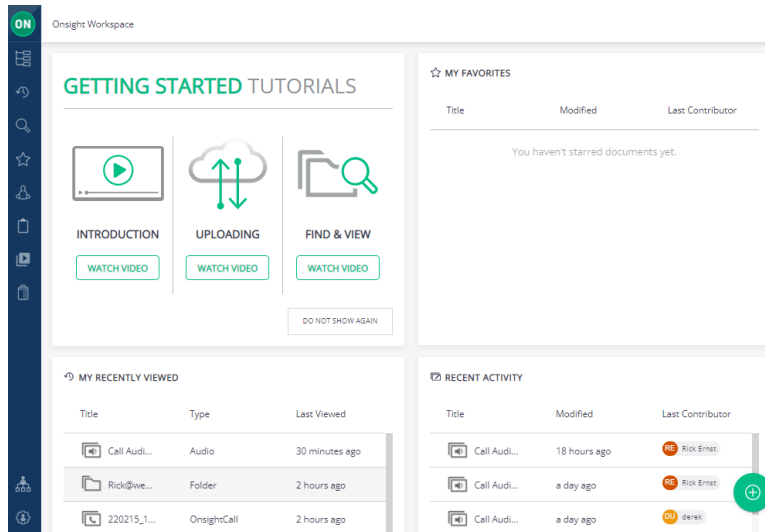 ON
Onsight Workspace
GETTING STARTED TUTORIALS
INTRODUCTION
WATCH VIDEO
UPLOADING
WATCH VIDEO
FIND & VIEW
WATCH VIDEO
DO NOT SHOW AGAIN
MY FAVORITES
Title Modified Last Contributor
You haven't starred documents yet.
MY RECENTLY VIEWED
Title Type Last Viewed
Call Audi... Audio 30 minutes ago
Rick@we... Folder 2 hours ago
220215_1... OnsightCall 2 hours ago
RECENT ACTIVITY
Title Modified Last Contributor
Call Audi... 18 hours ago RE Rick Ernst
Call Audi... a day ago RE Rick Ernst
Call Audi... a day ago DU derek